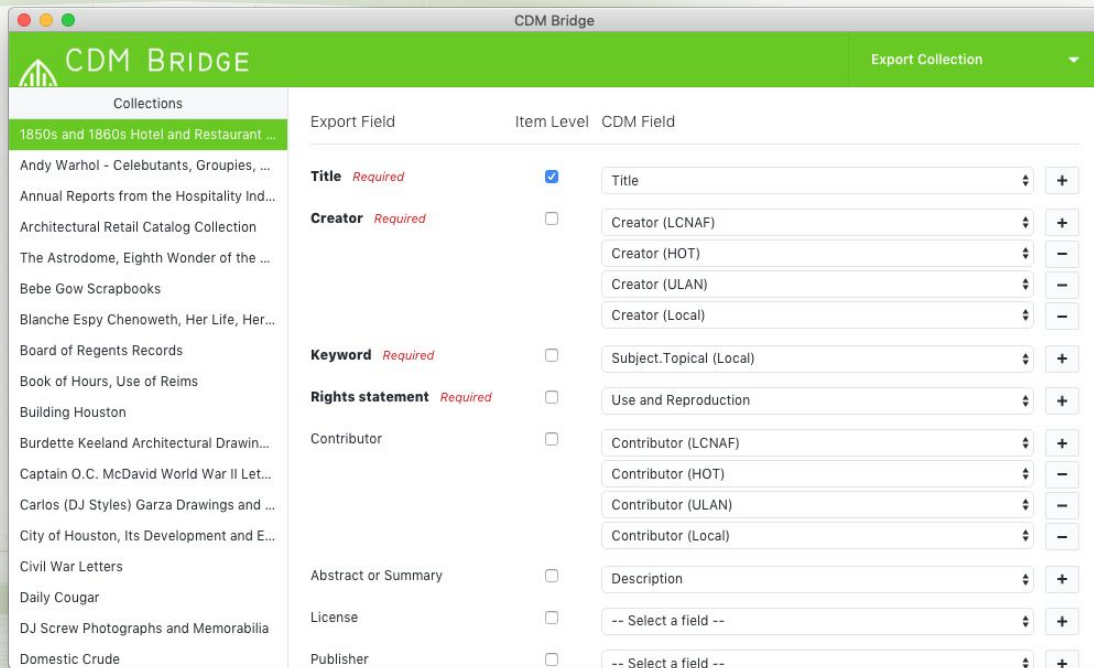 CDM Bridge
CDM BRIDGE
Export Collection
Collections
1850s and 1860s Hotel and Restaurant ...
Andy Warhol - Celebutants, Groupies, ...
Annual Reports from the Hospitality Ind...
Architectural Retail Catalog Collection
The Astrodome, Eighth Wonder of the ...
Bebe Gow Scrapbooks
Blanche Espy Chenoweth, Her Life, Her...
Board of Regents Records
Book of Hours, Use of Reims
Building Houston
Burdette Keeland Architectural Drawin...
Captain O.C. McDavid World War II Let...
Carlos (DJ Styles) Garza Drawings and ...
City of Houston, Its Development and E...
Civil War Letters
Daily Cougar
DJ Screw Photographs and Memorabilia
Domestic Crude
Export Field Item Level CDM Field
Title Required Title +
Creator Required Creator (LCNAF) +
Creator (HOT) −
Creator (ULAN) −
Creator (Local) −
Keyword Required Subject.Topical (Local) +
Rights statement Required Use and Reproduction +
Contributor Contributor (LCNAF) +
Contributor (HOT) −
Contributor (ULAN) −
Contributor (Local) −
Abstract or Summary Description +
License -- Select a field -- +
Publisher -- Select a field -- +